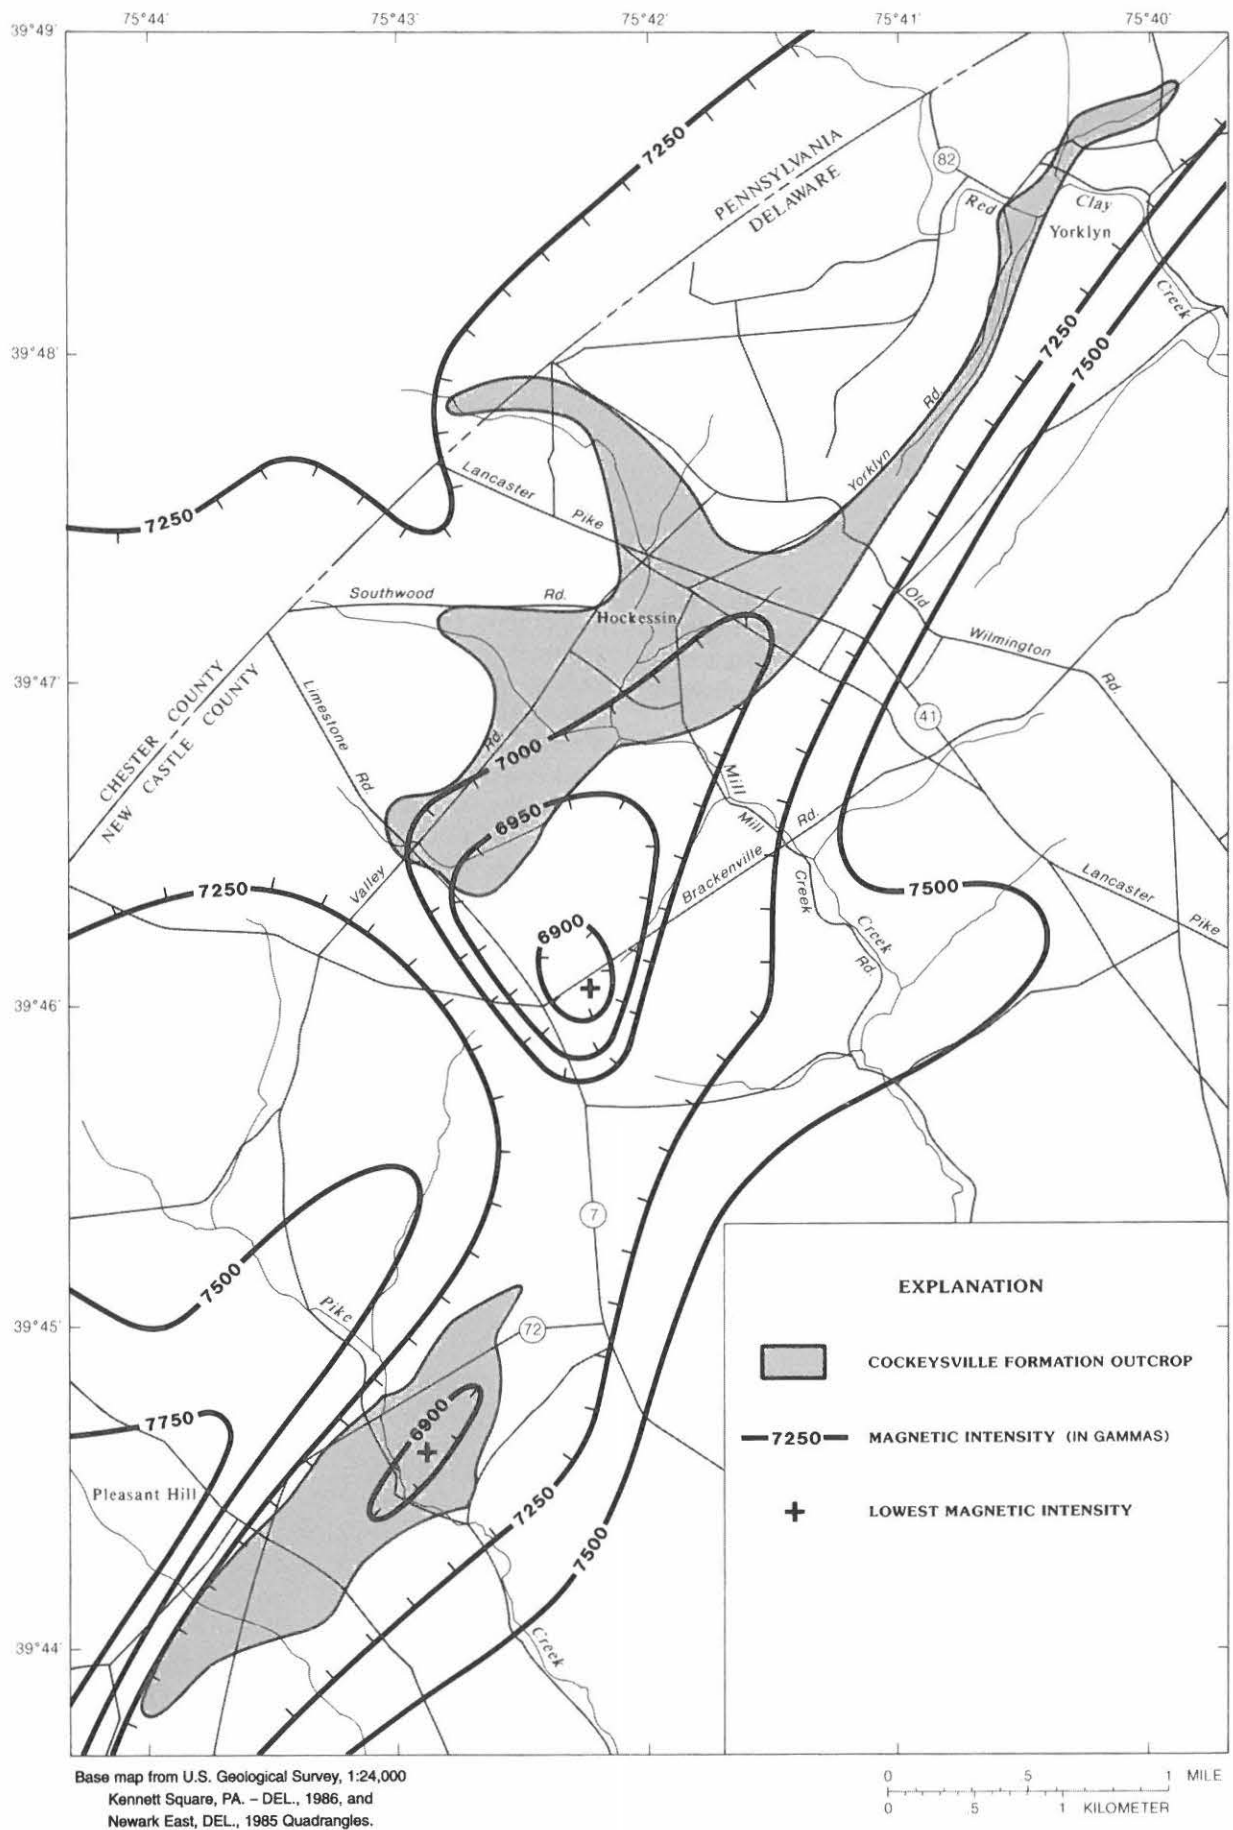 75°44' 75°43' 75°42' 75°41' 75°40'
39°49'
7250
PENNSYLVANIA
DELAWARE
82
Red Clay
Yorklyn
Creek
7250
7500
39°48'
Yorklyn Rd.
Lancaster Pike
7250
Southwood Rd.
Hockessin
Old Wilmington Rd.
39°47'
CHESTER COUNTY
NEW CASTLE COUNTY
Limestone Rd.
41
Rd.
7000
Mill
Mill
6950
Brackenville Rd.
Valley
Creek
Creek
Rd.
7250
7500
Lancaster Pike
6900
39°46'
7
7500
Pike
39°45'
72
7750
6900
Pleasant Hill
7250
7500
39°44'
Creek
EXPLANATION
COCKEYSVILLE FORMATION OUTCROP
7250 MAGNETIC INTENSITY (IN GAMMAS)
+ LOWEST MAGNETIC INTENSITY
Base map from U.S. Geological Survey, 1:24,000
Kennett Square, PA. – DEL., 1986, and
Newark East, DEL., 1985 Quadrangles.
0 .5 1 MILE
0 .5 1 KILOMETER